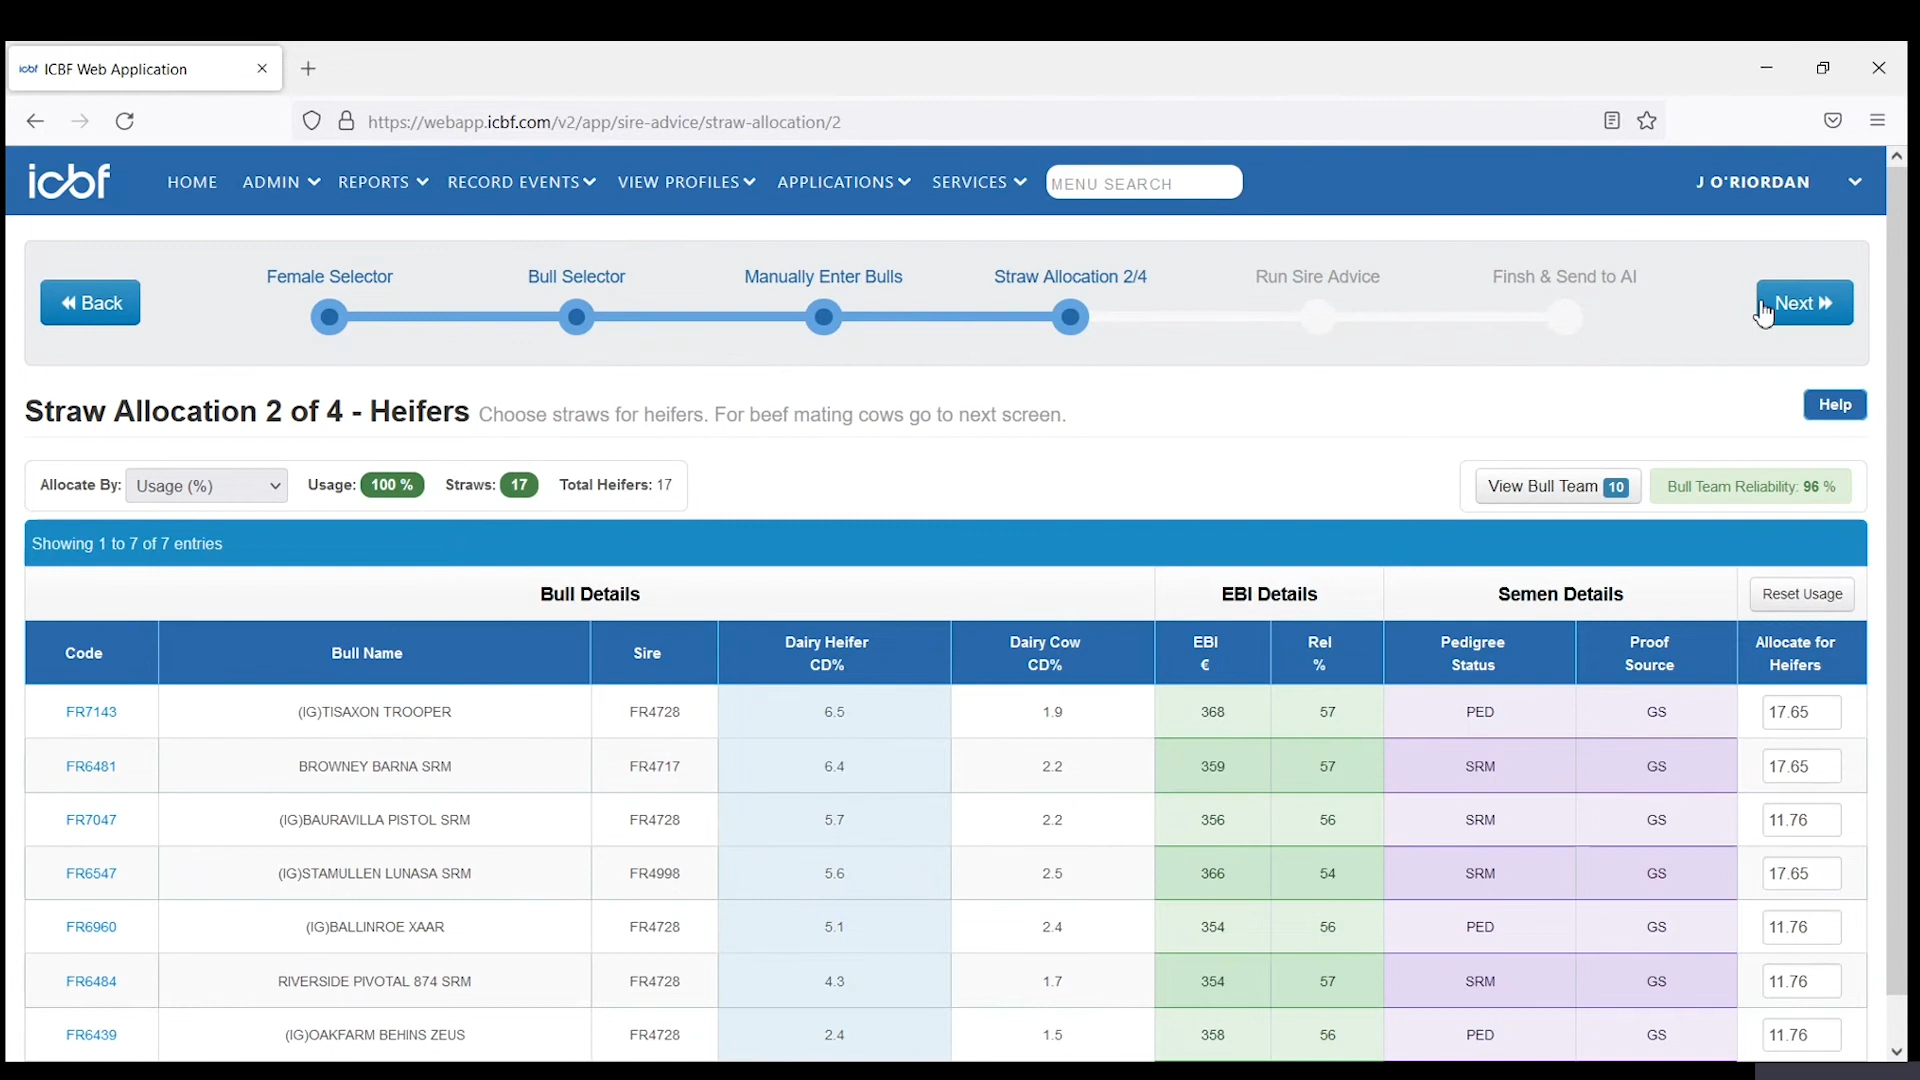 icbf ICBF Web Application
https://webapp.icbf.com/v2/app/sire-advice/straw-allocation/2
icbf HOME ADMIN REPORTS RECORD EVENTS VIEW PROFILES APPLICATIONS SERVICES MENU SEARCH J O'RIORDAN
Female Selector Bull Selector Manually Enter Bulls Straw Allocation 2/4 Run Sire Advice Finsh & Send to AI
Back Next
Straw Allocation 2 of 4 - Heifers Choose straws for heifers. For beef mating cows go to next screen. Help
Allocate By: Usage (%) Usage: 100 % Straws: 17 Total Heifers: 17 View Bull Team 10 Bull Team Reliability: 96 %
Showing 1 to 7 of 7 entries
Bull Details EBI Details Semen Details Reset Usage
Code Bull Name Sire Dairy Heifer CD% Dairy Cow CD% EBI € Rel % Pedigree Status Proof Source Allocate for Heifers
FR7143 (IG)TISAXON TROOPER FR4728 6.5 1.9 368 57 PED GS 17.65
FR6481 BROWNEY BARNA SRM FR4717 6.4 2.2 359 57 SRM GS 17.65
FR7047 (IG)BAURAVILLA PISTOL SRM FR4728 5.7 2.2 356 56 SRM GS 11.76
FR6547 (IG)STAMULLEN LUNASA SRM FR4998 5.6 2.5 366 54 SRM GS 17.65
FR6960 (IG)BALLINROE XAAR FR4728 5.1 2.4 354 56 PED GS 11.76
FR6484 RIVERSIDE PIVOTAL 874 SRM FR4728 4.3 1.7 354 57 SRM GS 11.76
FR6439 (IG)OAKFARM BEHINS ZEUS FR4728 2.4 1.5 358 56 PED GS 11.76